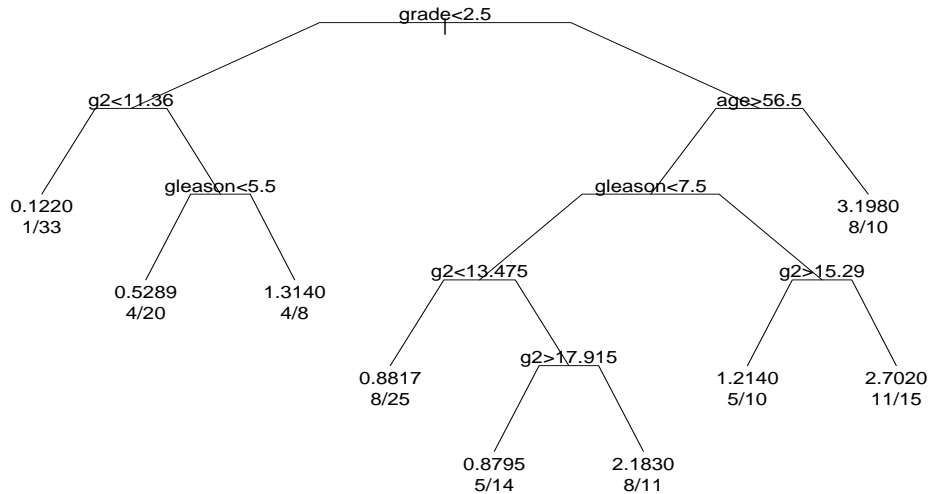 grade<2.5
g2<11.36
age>56.5
gleason<5.5
gleason<7.5
0.1220
1/33
3.1980
8/10
g2<13.475
g2>15.29
0.5289
4/20
1.3140
4/8
g2>17.915
0.8817
8/25
1.2140
5/10
2.7020
11/15
0.8795
5/14
2.1830
8/11